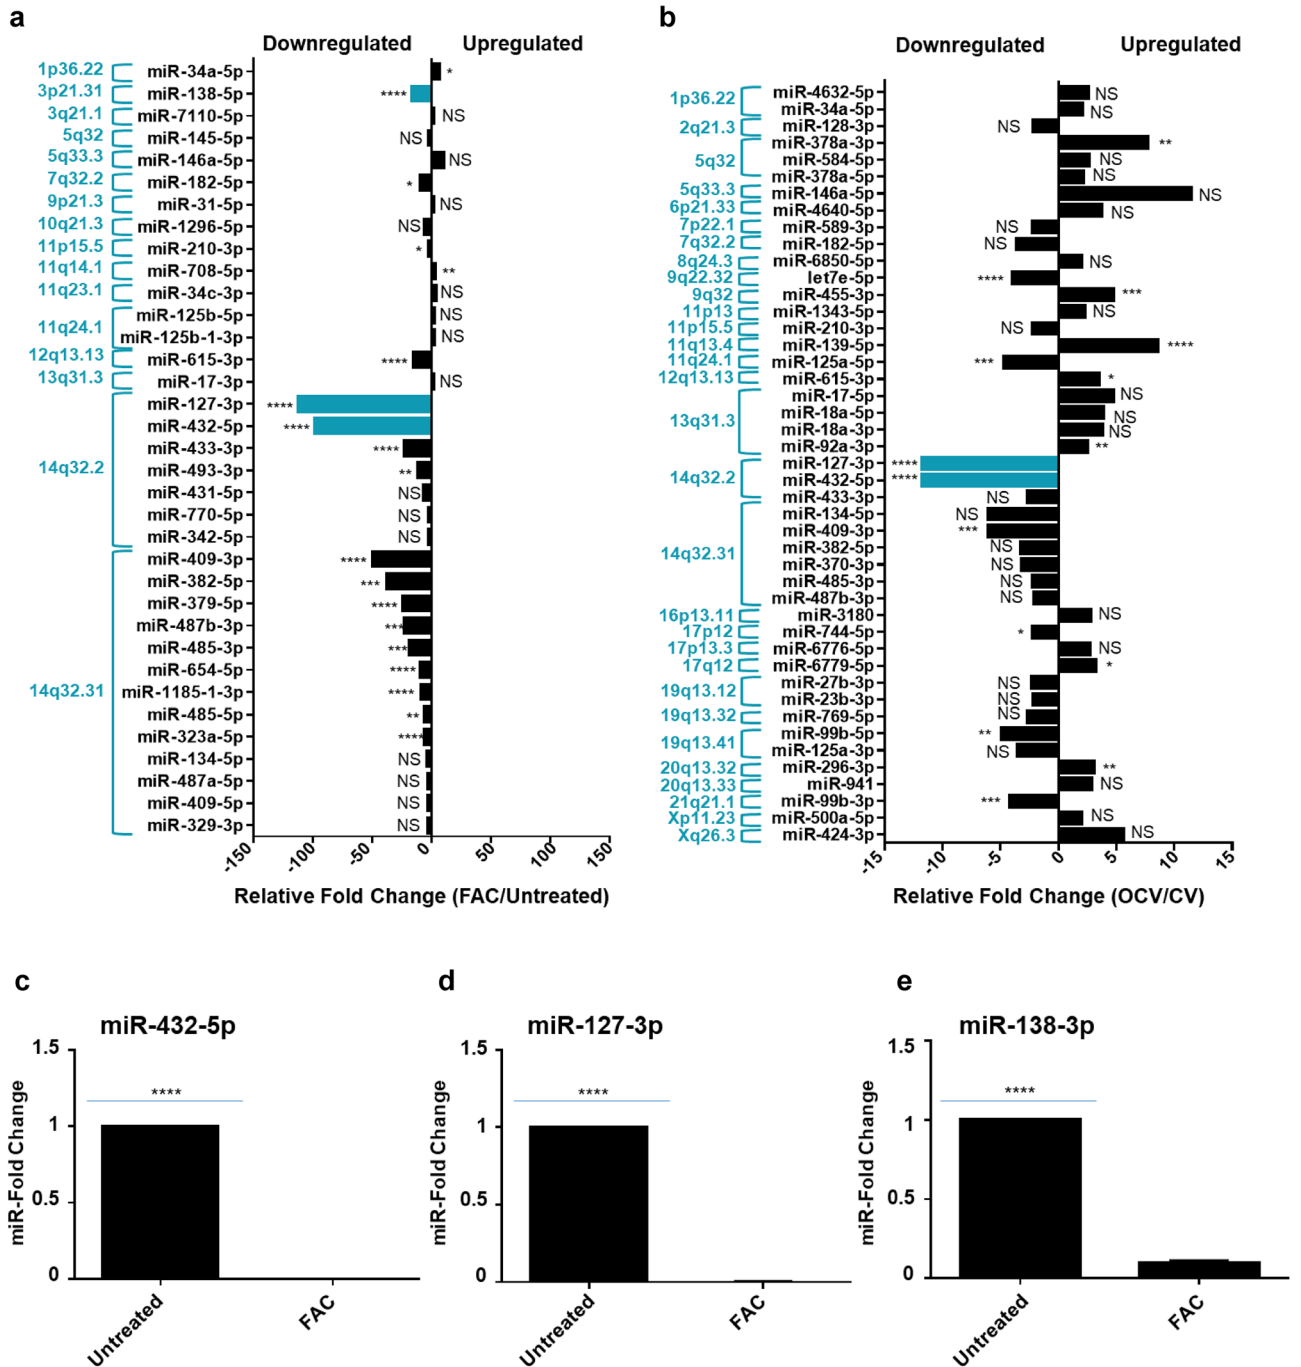 a
Downregulated Upregulated
1p36.22 miR-34a-5p *
3p21.31 miR-138-5p ****
3q21.1 miR-7110-5p NS
5q32 miR-145-5p NS
5q33.3 miR-146a-5p NS
7q32.2 miR-182-5p *
9p21.3 miR-31-5p NS
10q21.3 miR-1296-5p NS
11p15.5 miR-210-3p *
11q14.1 miR-708-5p **
11q23.1 miR-34c-3p NS
11q24.1 miR-125b-5p NS
miR-125b-1-3p NS
12q13.13 miR-615-3p ****
13q31.3 miR-17-3p NS
14q32.2 miR-127-3p ****
miR-432-5p ****
miR-433-3p ****
miR-493-3p **
miR-431-5p NS
miR-770-5p NS
miR-342-5p NS
14q32.31 miR-409-3p ****
miR-382-5p ***
miR-379-5p ****
miR-487b-3p ***
miR-485-3p ***
miR-654-5p ****
miR-1185-1-3p ****
miR-485-5p **
miR-323a-5p ****
miR-134-5p NS
miR-487a-5p NS
miR-409-5p NS
miR-329-3p NS
-150 -100 -50 0 50 100 150
Relative Fold Change (FAC/Untreated)
b
Downregulated Upregulated
1p36.22 miR-4632-5p NS
miR-34a-5p NS
2q21.3 miR-128-3p NS
5q32 miR-378a-3p **
miR-584-5p NS
miR-378a-5p NS
5q33.3 miR-146a-5p NS
6p21.33 miR-4640-5p NS
7p22.1 miR-589-3p NS
7q32.2 miR-182-5p NS
8q24.3 miR-6850-5p NS
9q22.32 let7e-5p ****
9q32 miR-455-3p ***
11p13 miR-1343-5p NS
11p15.5 miR-210-3p NS
11q13.4 miR-139-5p ****
11q24.1 miR-125a-5p ***
12q13.13 miR-615-3p *
13q31.3 miR-17-5p NS
miR-18a-5p NS
miR-18a-3p NS
miR-92a-3p **
14q32.2 miR-127-3p ****
miR-432-5p ****
miR-433-3p NS
14q32.31 miR-134-5p NS
miR-409-3p ***
miR-382-5p NS
miR-370-3p NS
miR-485-3p NS
miR-487b-3p NS
16p13.11 miR-3180 NS
17p12 miR-744-5p *
17p13.3 miR-6776-5p NS
17q12 miR-6779-5p *
19q13.12 miR-27b-3p NS
miR-23b-3p NS
19q13.32 miR-769-5p NS
19q13.41 miR-99b-5p **
miR-125a-3p NS
20q13.32 miR-296-3p **
20q13.33 miR-941 NS
21q21.1 miR-99b-3p ***
Xp11.23 miR-500a-5p NS
Xq26.3 miR-424-3p NS
-15 -10 -5 0 5 10 15
Relative Fold Change (OCV/CV)
c
miR-432-5p
miR-Fold Change
1.5
1
0.5
0
****
Untreated FAC
d
miR-127-3p
miR-Fold Change
1.5
1
0.5
0
****
Untreated FAC
e
miR-138-3p
miR-Fold Change
1.5
1
0.5
0
****
Untreated FAC